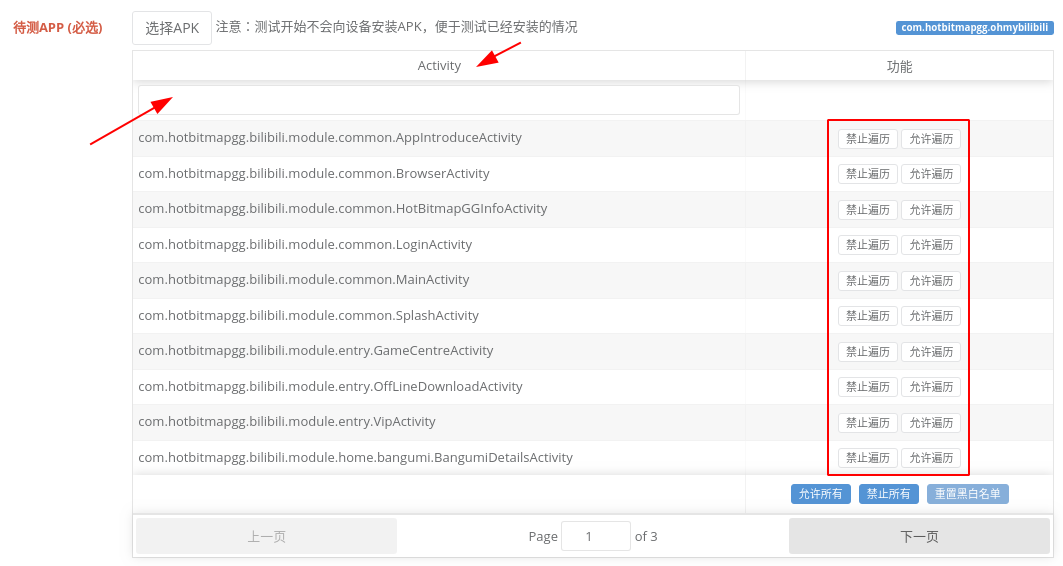 待测APP (必选) 选择APK 注意：测试开始不会向设备安装APK，便于测试已经安装的情况 com.hotbitmapgg.ohmybilibili
Activity 功能
com.hotbitmapgg.bilibili.module.common.AppIntroduceActivity 禁止遍历 允许遍历
com.hotbitmapgg.bilibili.module.common.BrowserActivity 禁止遍历 允许遍历
com.hotbitmapgg.bilibili.module.common.HotBitmapGGInfoActivity 禁止遍历 允许遍历
com.hotbitmapgg.bilibili.module.common.LoginActivity 禁止遍历 允许遍历
com.hotbitmapgg.bilibili.module.common.MainActivity 禁止遍历 允许遍历
com.hotbitmapgg.bilibili.module.common.SplashActivity 禁止遍历 允许遍历
com.hotbitmapgg.bilibili.module.entry.GameCentreActivity 禁止遍历 允许遍历
com.hotbitmapgg.bilibili.module.entry.OffLineDownloadActivity 禁止遍历 允许遍历
com.hotbitmapgg.bilibili.module.entry.VipActivity 禁止遍历 允许遍历
com.hotbitmapgg.bilibili.module.home.bangumi.BangumiDetailsActivity 禁止遍历 允许遍历
允许所有 禁止所有 重置黑白名单
上一页 Page 1 of 3 下一页